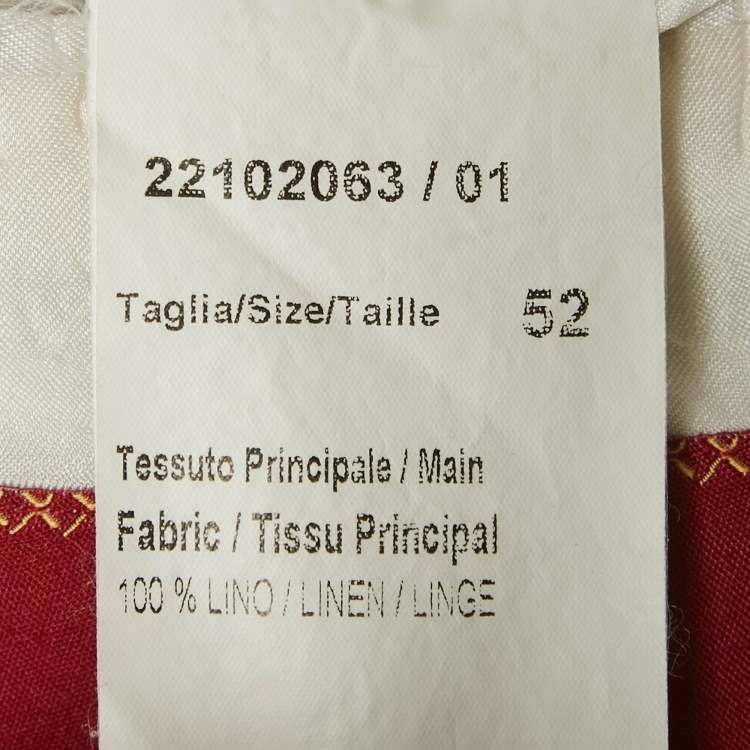 22102063 / 01
Taglia/Size/Taille 52
Tessuto Principale / Main
Fabric / Tissu Principal
100 % LINO / LINEN / LINGE